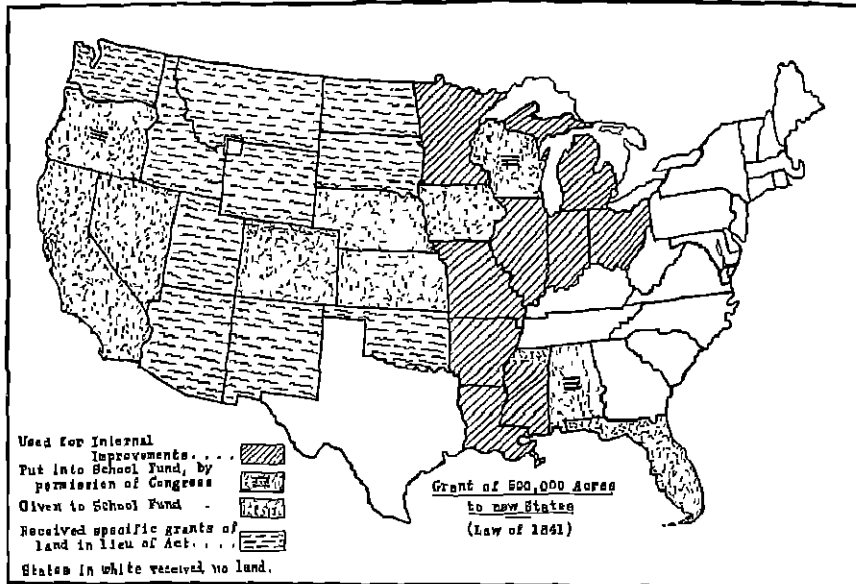 Used for Internal
Improvements. . . .
Put into School Fund, by
permission of Congress
Given to School Fund -
Received specific grants of
land in lieu of Act. . . .
States in white received no land.
Grant of 500,000 Acres
to new States
(Law of 1841)